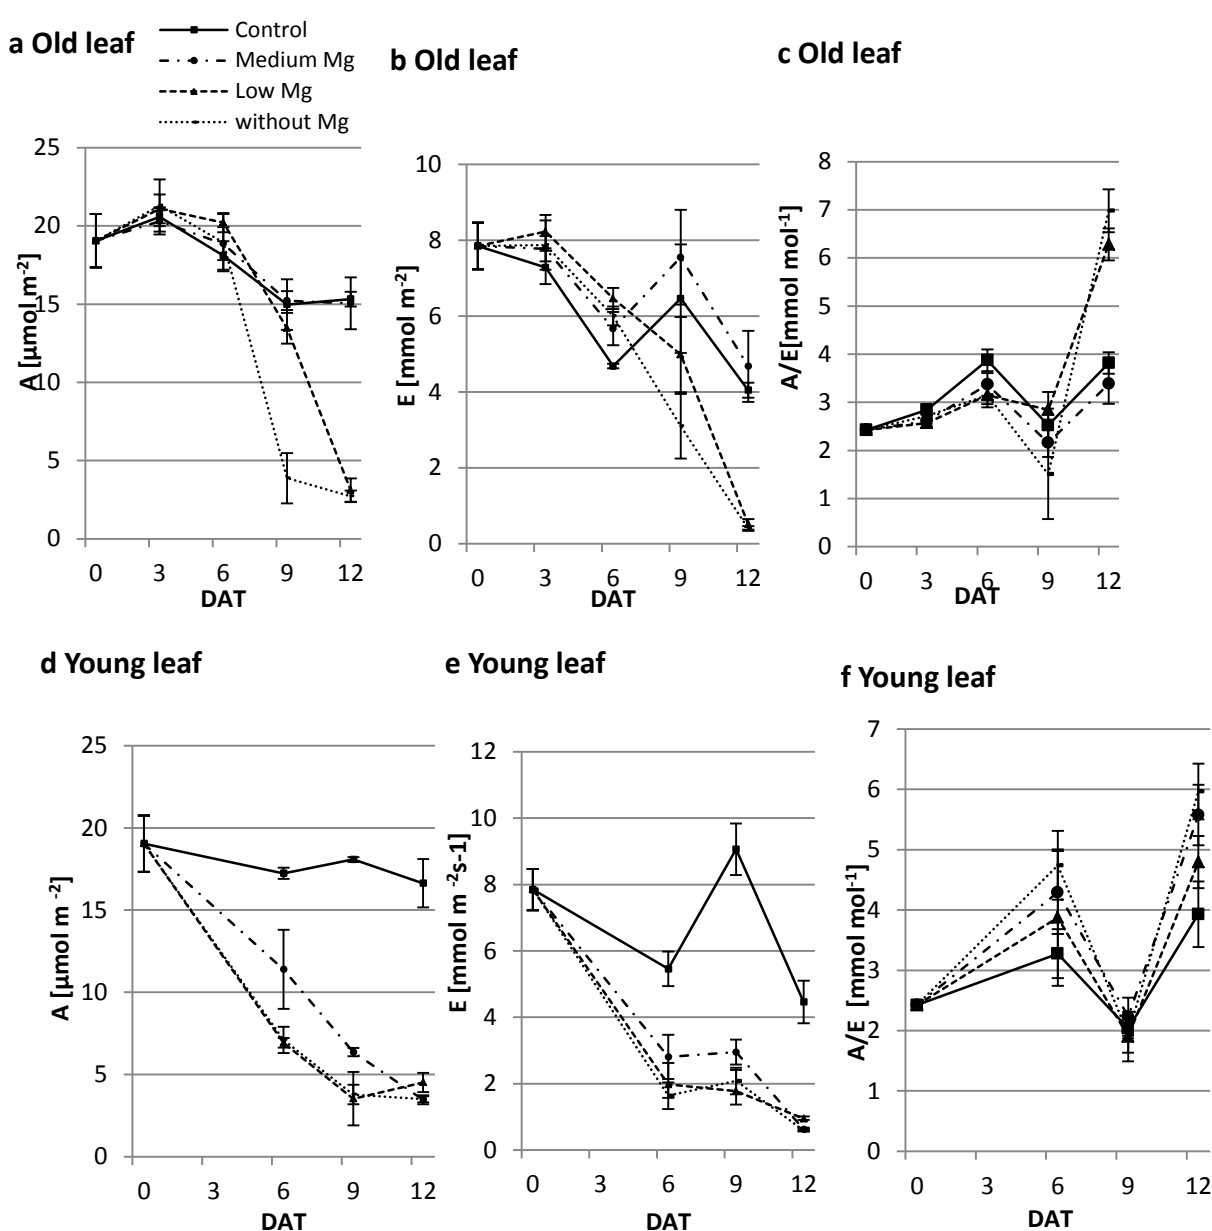 a Old leaf
Control
Medium Mg
Low Mg
without Mg
A [µmol m⁻²]
25
20
15
10
5
0
0 3 6 9 12
DAT
b Old leaf
E [mmol m⁻²]
10
8
6
4
2
0
0 3 6 9 12
DAT
c Old leaf
A/E[mmol mol⁻¹]
8
7
6
5
4
3
2
1
0
0 3 6 9 12
DAT
d Young leaf
A [µmol m⁻²]
25
20
15
10
5
0
0 6 9 12
DAT
e Young leaf
E [mmol m⁻²s-1]
12
10
8
6
4
2
0
0 6 9 12
DAT
f Young leaf
A/E [mmol mol⁻¹]
7
6
5
4
3
2
1
0
0 3 6 9 12
DAT